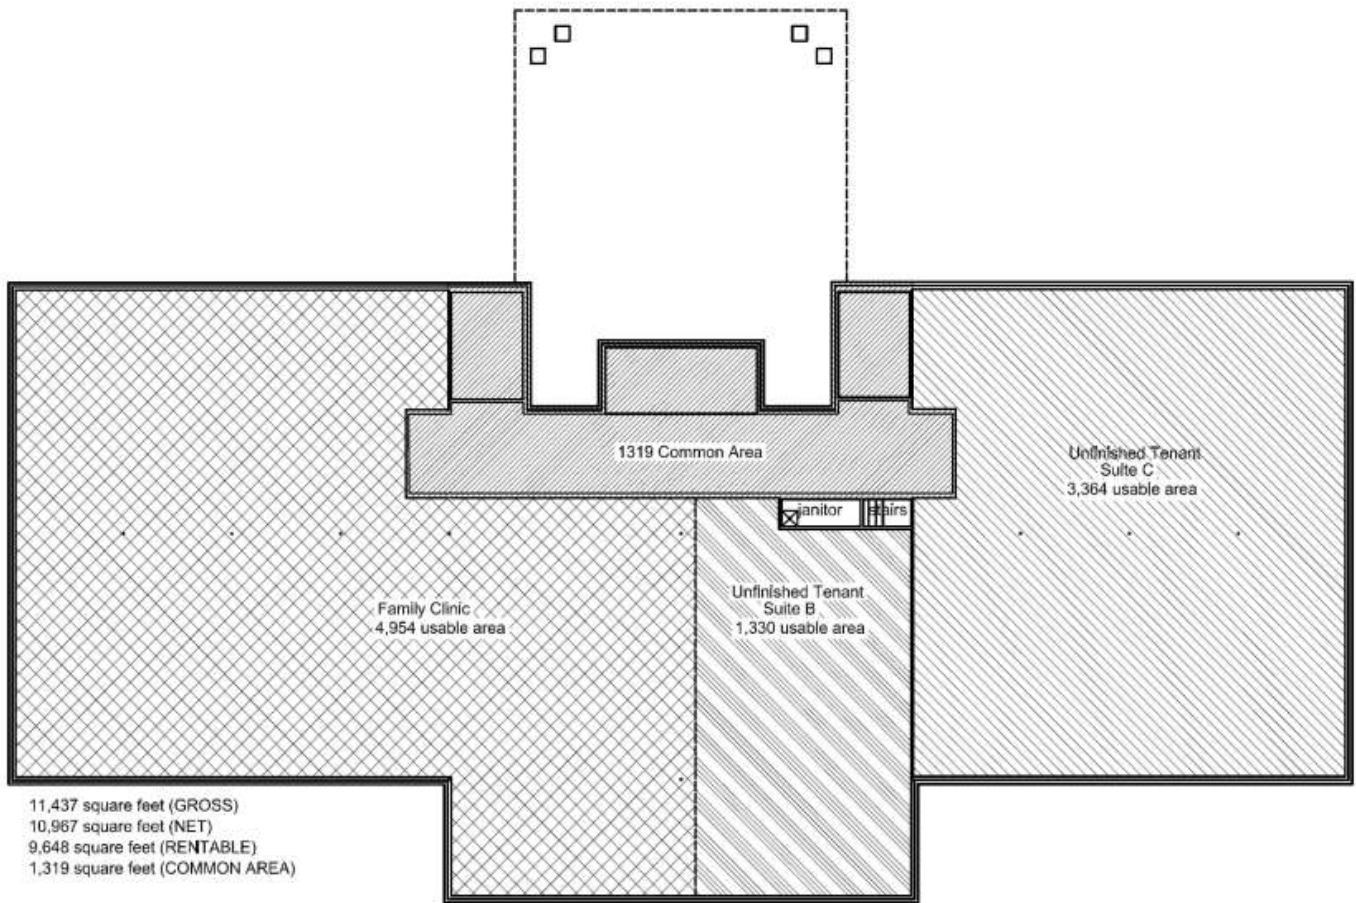 1319 Common Area
Unfinished Tenant
Suite C
3,364 usable area
janitor
stairs
Unfinished Tenant
Suite B
1,330 usable area
Family Clinic
4,954 usable area
11,437 square feet (GROSS)
10,967 square feet (NET)
9,648 square feet (RENTABLE)
1,319 square feet (COMMON AREA)